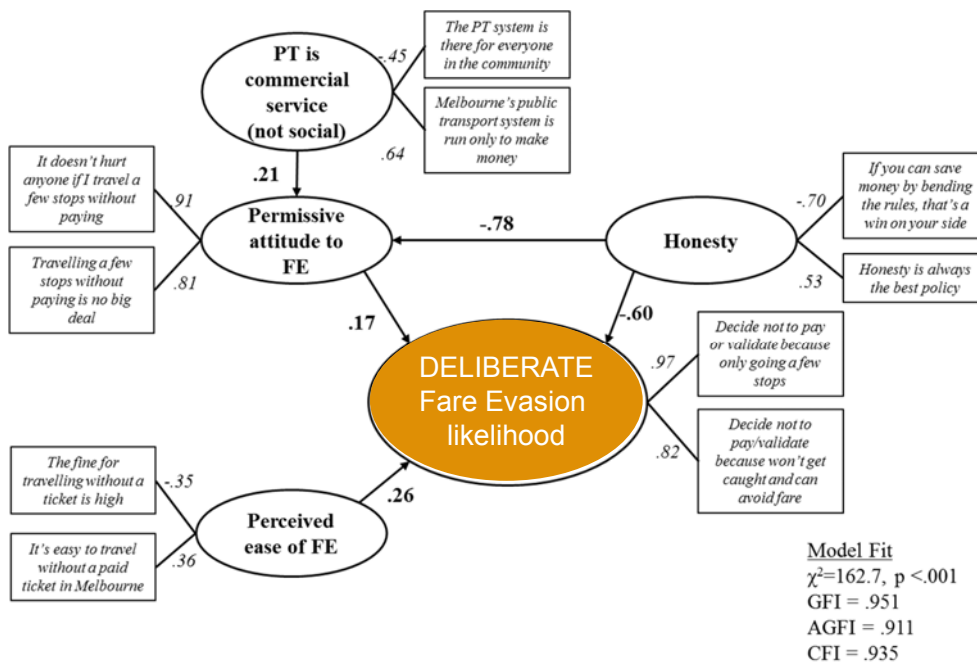 PT is
commercial
service
(not social)
-.45
.64
The PT system is
there for everyone
in the community
Melbourne's public
transport system is
run only to make
money
.21
It doesn't hurt
anyone if I travel a
few stops without
paying
.91
Travelling a few
stops without
paying is no big
deal
.81
Permissive
attitude to
FE
-.78
Honesty
-.70
If you can save
money by bending
the rules, that's a
win on your side
.53
Honesty is always
the best policy
.17
-.60
DELIBERATE
Fare Evasion
likelihood
.97
Decide not to pay
or validate because
only going a few
stops
.82
Decide not to
pay/validate
because won't get
caught and can
avoid fare
The fine for
travelling without a
ticket is high
-.35
It's easy to travel
without a paid
ticket in Melbourne
.36
Perceived
ease of FE
.26
Model Fit
χ²=162.7, p <.001
GFI = .951
AGFI = .911
CFI = .935